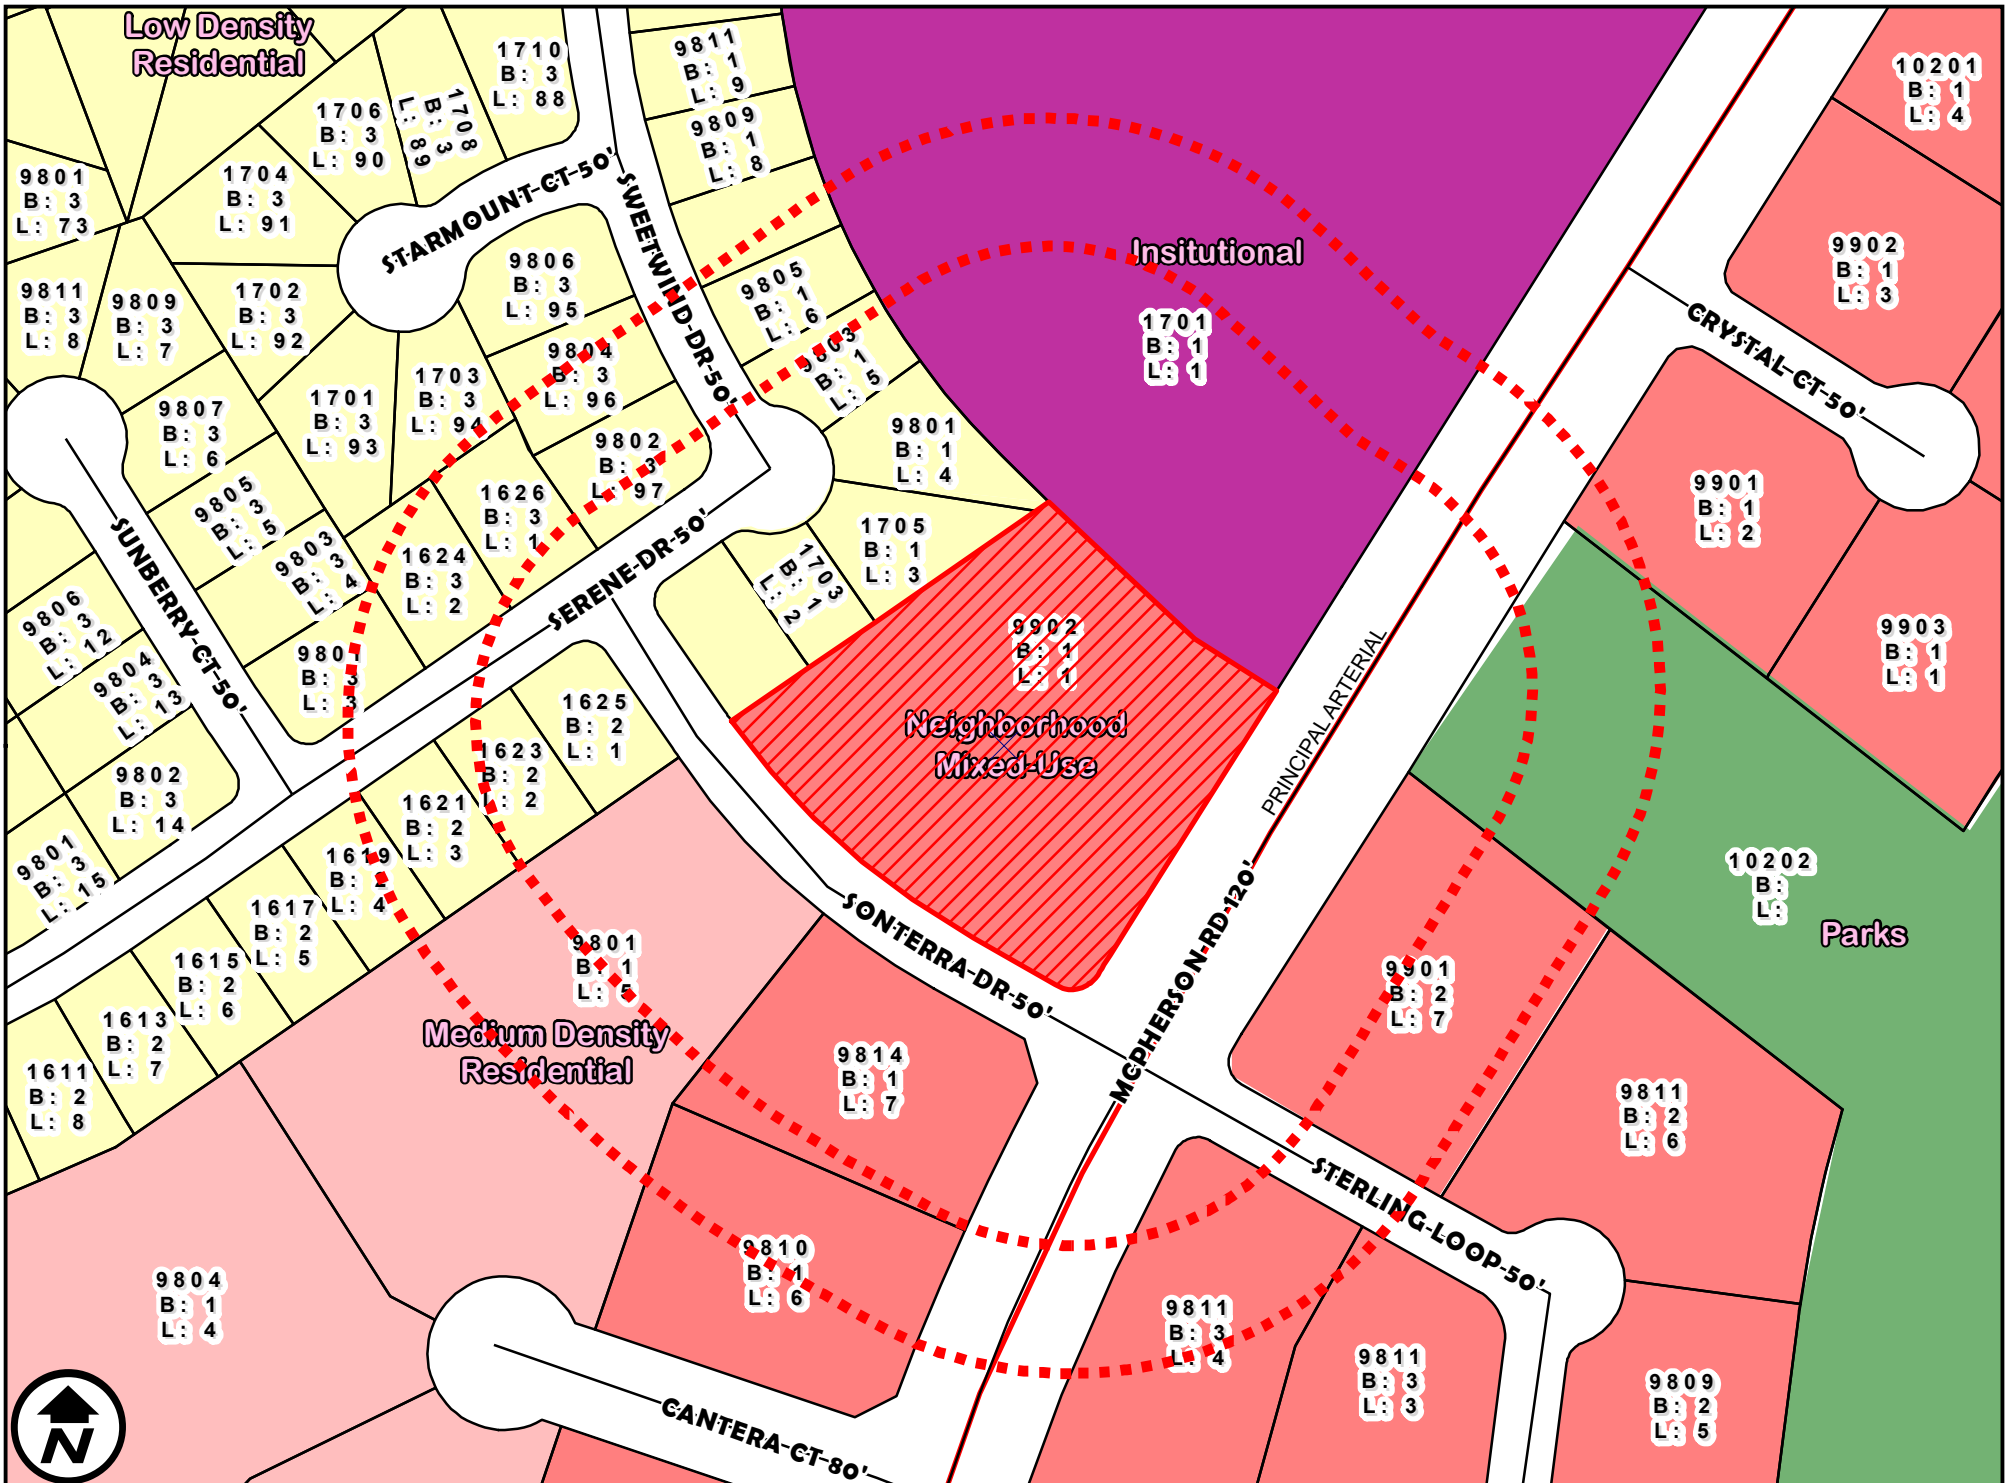 Low Density
Residential
1710
B: 3
L: 88
9811
B: 1
L: 9
10201
B: 1
L: 4
1706
B: 3
L: 90
1708
B: 3
L: 89
9809
B: 1
L: 8
9801
B: 3
L: 73
1704
B: 3
L: 91
STARMOUNT-CT-50'
SWEETWIND-DR-50'
Insitutional
9902
B: 1
L: 3
9811
B: 3
L: 8
9809
B: 3
L: 7
1702
B: 3
L: 92
9806
B: 3
L: 95
9805
B: 1
L: 6
1701
B: 1
L: 1
CRYSTAL-CT-50'
9807
B: 3
L: 6
1701
B: 3
L: 93
1703
B: 3
L: 94
9804
B: 3
L: 96
9803
B: 1
L: 5
9802
B: 3
L: 97
9801
B: 1
L: 4
9805
B: 3
L: 5
1626
B: 3
L: 1
9901
B: 1
L: 2
SUNBERRY-CT-50'
9803
B: 3
L: 4
1624
B: 3
L: 2
SERENE-DR-50'
1703
B: 1
L: 2
1705
B: 1
L: 3
9806
B: 3
L: 12
9804
B: 3
L: 13
9801
B: 3
L: 3
9902
B: 1
L: 1
9903
B: 1
L: 1
1625
B: 2
L: 1
Neighborhood
Mixed-Use
PRINCIPAL ARTERIAL
9802
B: 3
L: 14
1623
B: 2
L: 2
1621
B: 2
L: 3
9801
B: 3
L: 15
1619
B: 2
L: 4
10202
B:
L:
Parks
1617
B: 2
L: 5
1615
B: 2
L: 6
9801
B: 1
L: 5
SONTERRA-DR-50'
MCPHERSON-RD-120'
9901
B: 2
L: 7
1613
B: 2
L: 7
Medium Density
Residential
1611
B: 2
L: 8
9814
B: 1
L: 7
9811
B: 2
L: 6
STERLING-LOOP-50'
9804
B: 1
L: 4
9810
B: 1
L: 6
9811
B: 3
L: 4
9811
B: 3
L: 3
9809
B: 2
L: 5
CANTERA-CT-80'
N